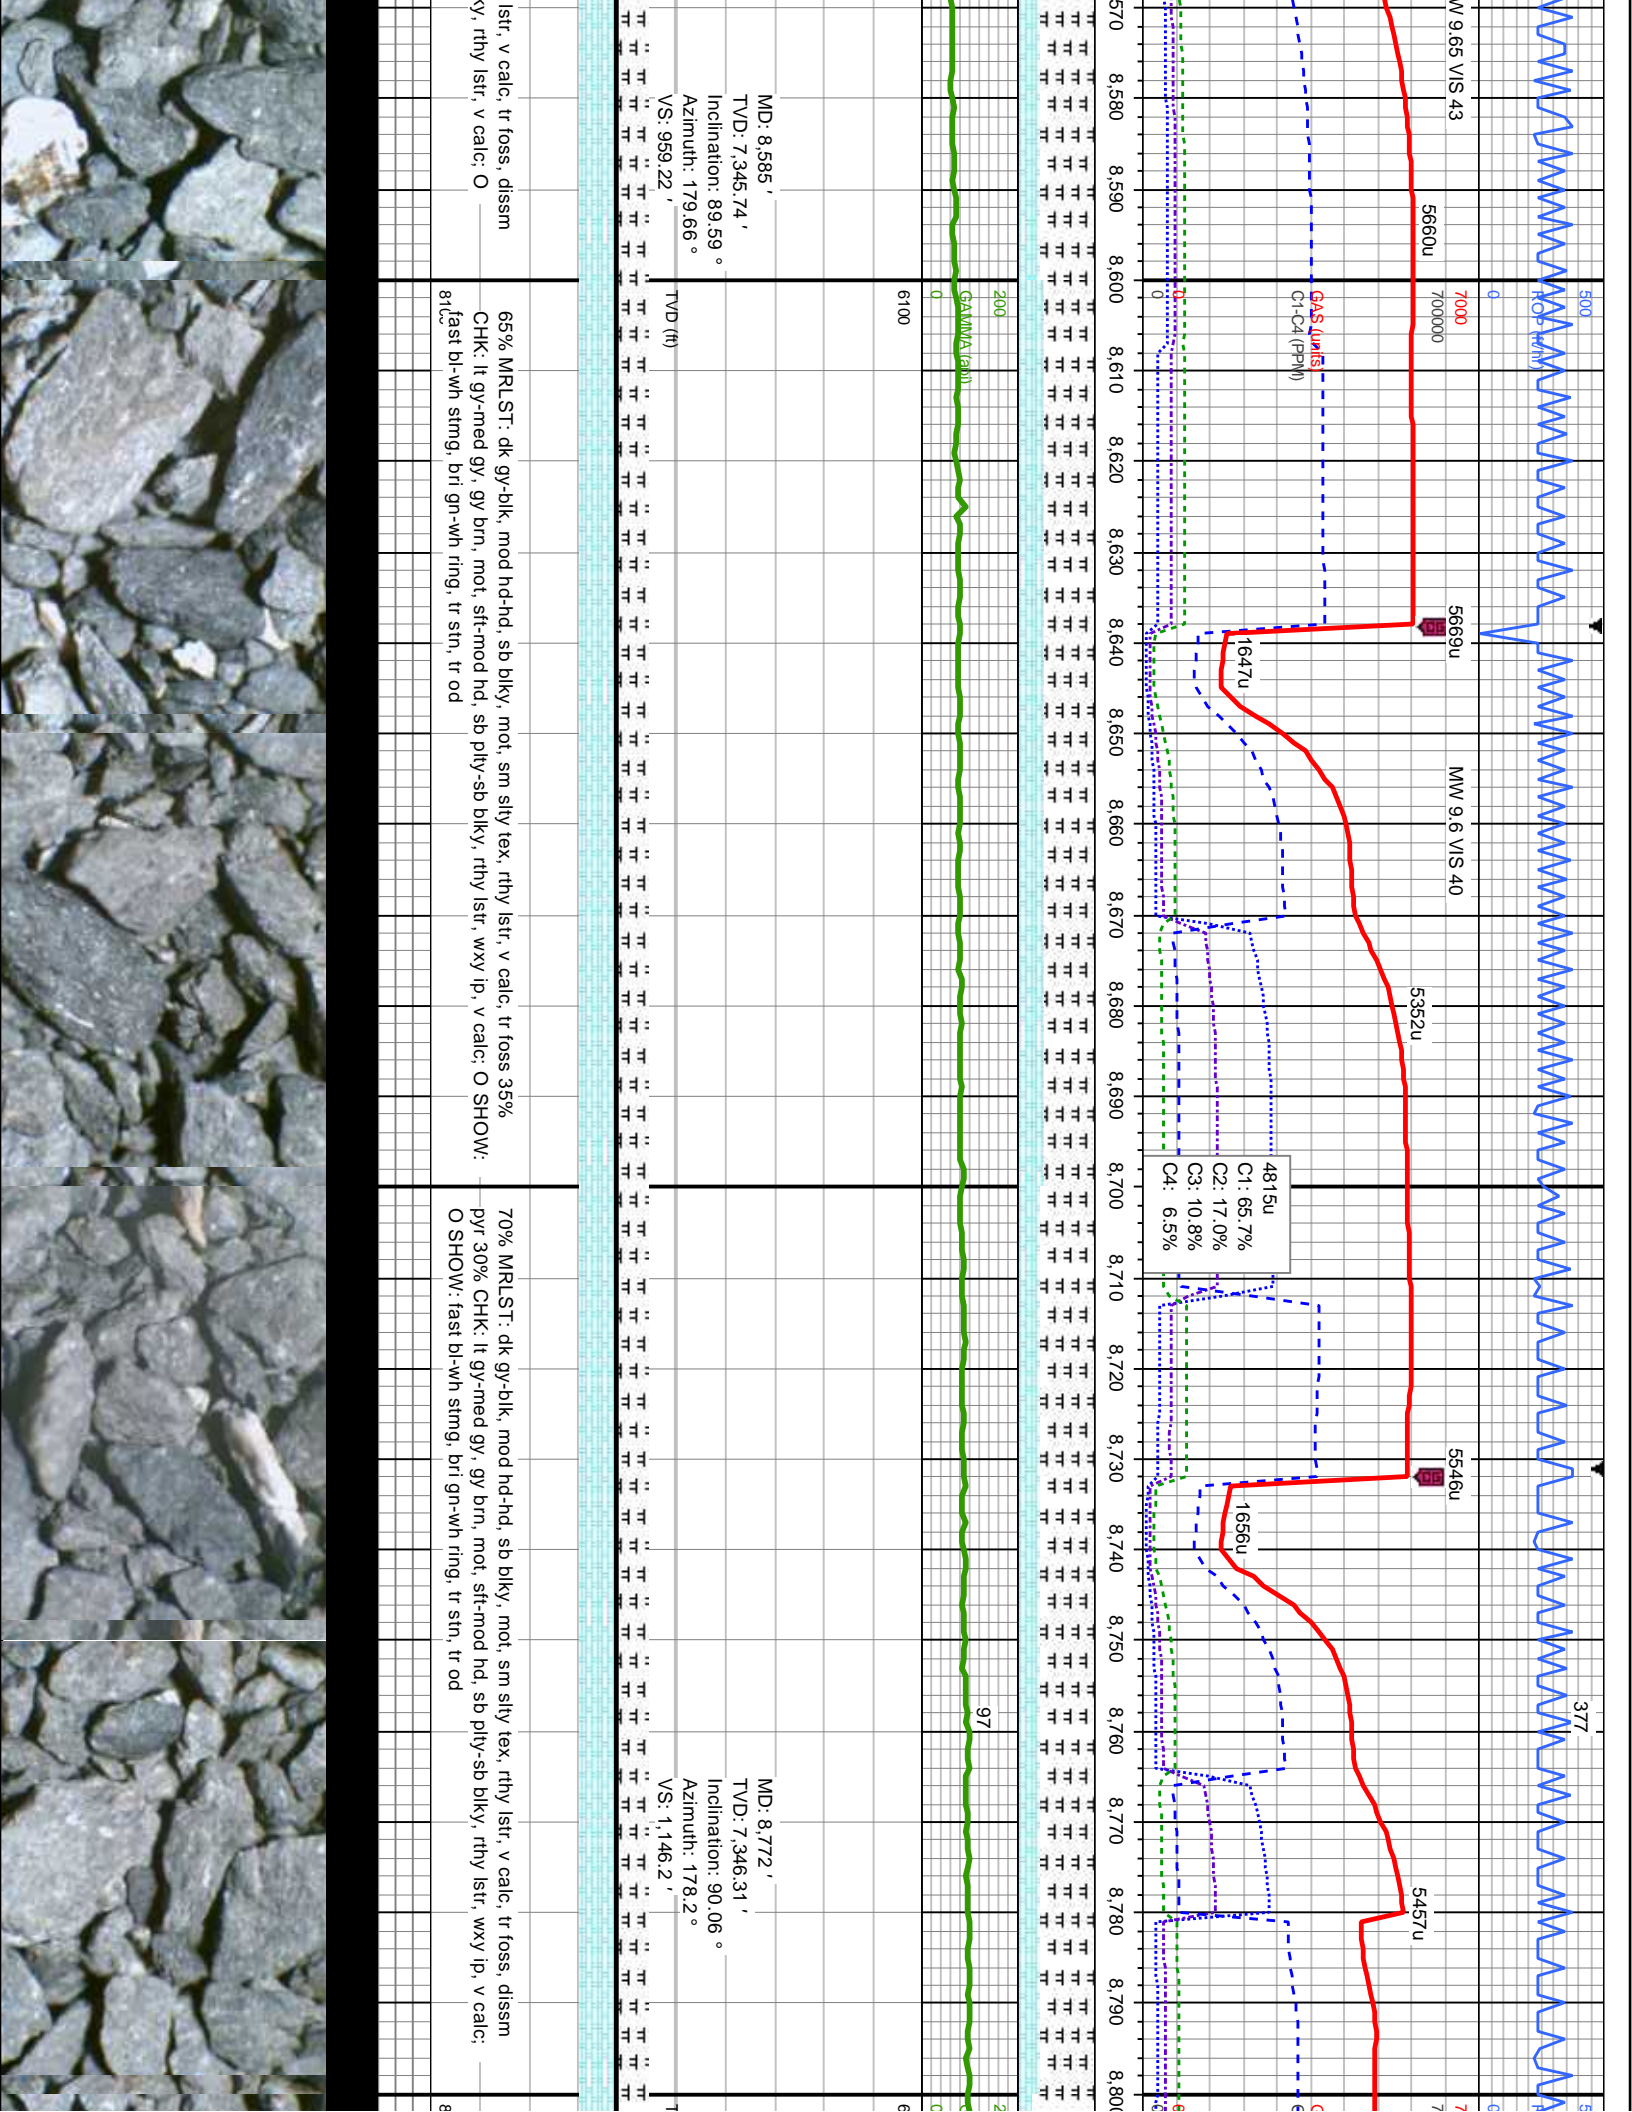 500
ROP (ft/hr)
0
377
MW 9.65 VIS 43
5660u
5669u
MW 9.6 VIS 40
5352u
5546u
5457u
7000
700000
GAS (units)
C1-C4 (PPM)
0
0
CG
CG
1647u
1656u
4815u
C1: 65.7%
C2: 17.0%
C3: 10.8%
C4: 6.5%
570
8,580
8,590
8,600
8,610
8,620
8,630
8,640
8,650
8,660
8,670
8,680
8,690
8,700
8,710
8,720
8,730
8,740
8,750
8,760
8,770
8,780
8,790
8,800
200
GAMMA (api)
0
97
6100
TVD (ft)
MD: 8,585 '
TVD: 7,345.74 '
Inclination: 89.59 °
Azimuth: 179.66 °
VS: 959.22 '
MD: 8,772 '
TVD: 7,346.31 '
Inclination: 90.06 °
Azimuth: 178.2 °
VS: 1,146.2 '
lstr, v calc, tr foss, dissm
rthy lstr, v calc; O
65% MRLST: dk gy-blk, mod hd-hd, sb blky, mot, sm slty tex, rthy lstr, v calc, tr foss 35%
CHK: lt gy-med gy, gy brn, mot, sft-mod hd, sb plty-sb blky, rthy lstr, wxy ip, v calc; O SHOW:
fast bl-wh stmg, bri gn-wh ring, tr stn, tr od
70% MRLST: dk gy-blk, mod hd-hd, sb blky, mot, sm slty tex, rthy lstr, v calc, tr foss, dissm
pyr 30% CHK: lt gy-med gy, gy brn, mot, sft-mod hd, sb plty-sb blky, rthy lstr, wxy ip, v calc;
O SHOW: fast bl-wh stmg, bri gn-wh ring, tr stn, tr od